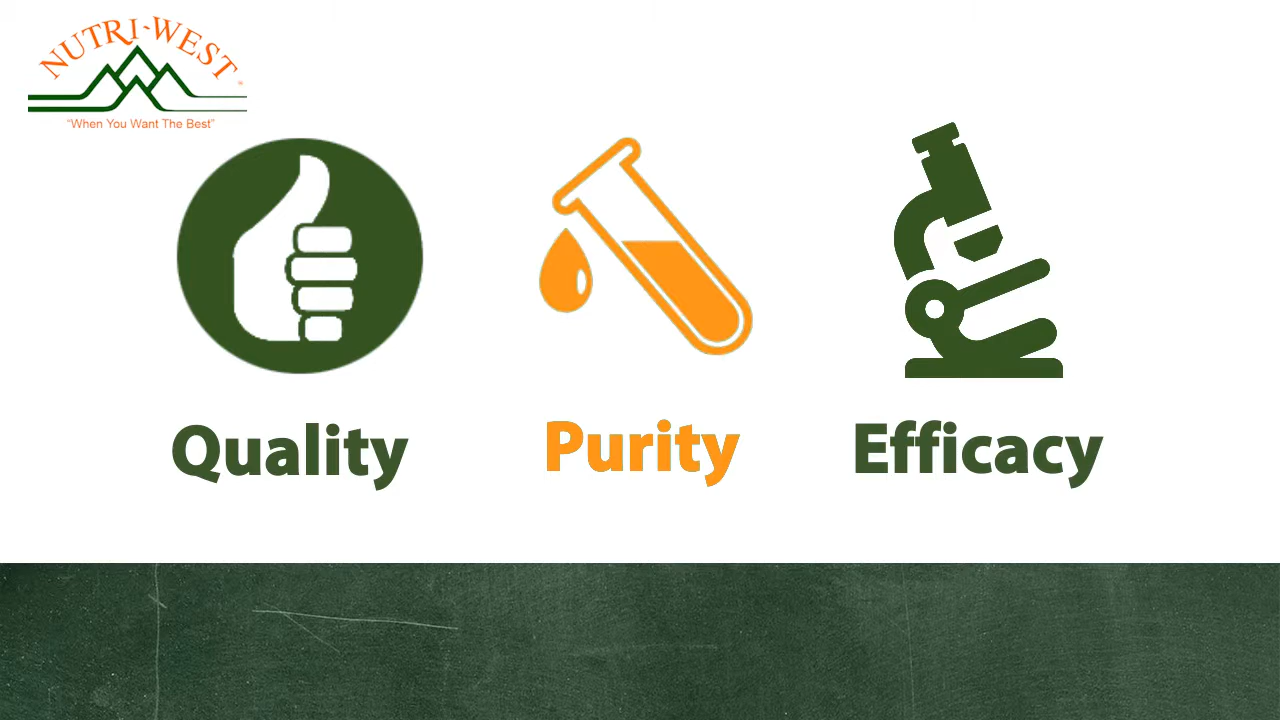 NUTRI-WEST
®
"When You Want The Best"
Quality
Purity
Efficacy